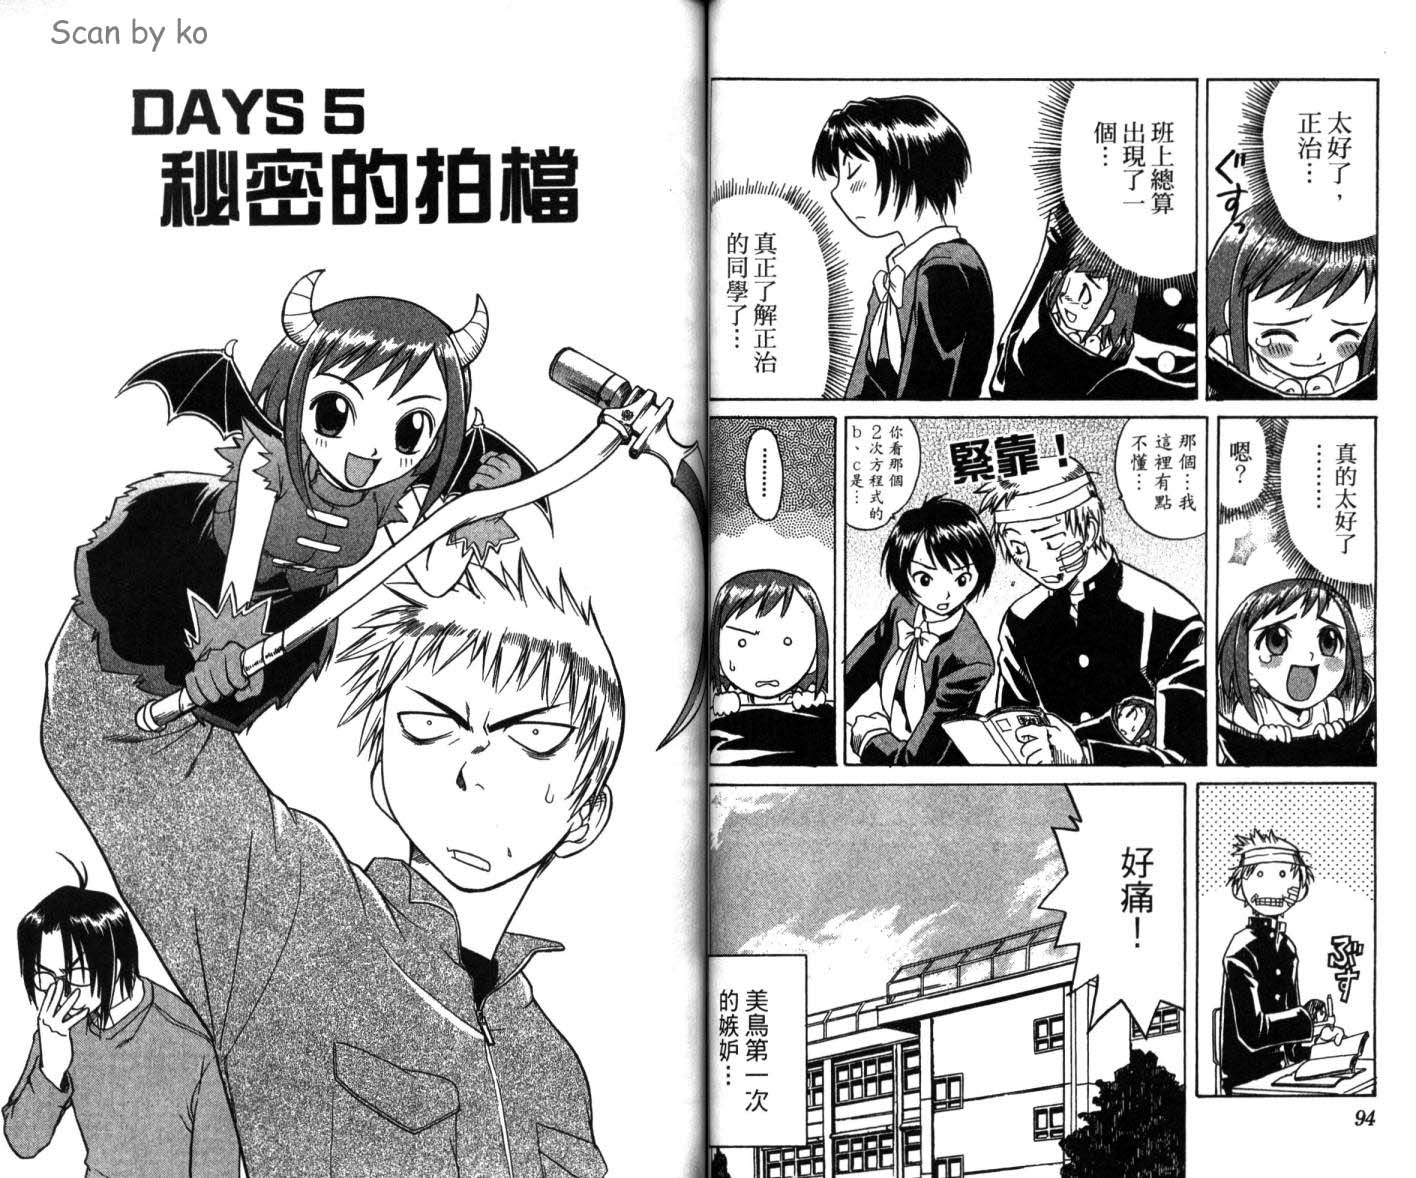 Scan by ko
太好了，
正治…
ぐすっ
班上總算
出現了一
個…
真正了解正治
的同學了…
真的太好了
………
嗯？
那個…我
這裡有點
不懂…
緊靠！
你看那個
2次方程式的
b、c是…
………
ぶす
好痛！
美鳥第一次
的嫉妒…
94
DAYS 5
秘密的拍檔